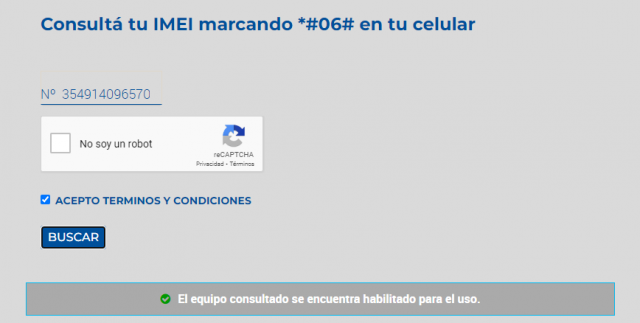 Consultá tu IMEI marcando *#06# en tu celular
Nº 354914096570
No soy un robot
reCAPTCHA
Privacidad - Términos
ACEPTO TERMINOS Y CONDICIONES
BUSCAR
El equipo consultado se encuentra habilitado para el uso.